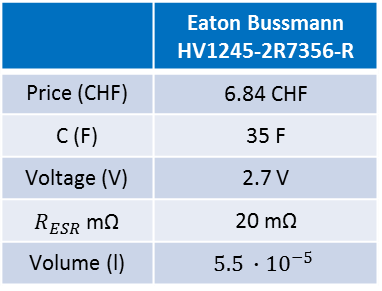 Eaton Bussmann
HV1245-2R7356-R
Price (CHF) 6.84 CHF
C (F) 35 F
Voltage (V) 2.7 V
R_ESR mΩ 20 mΩ
Volume (l) 5.5 · 10⁻⁵